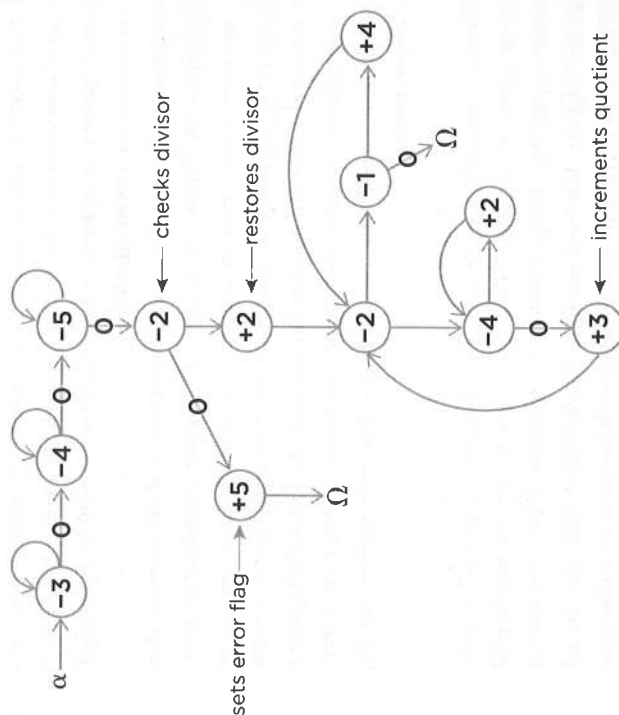 α
−3
0
−4
0
−5
0
−2
checks divisor
0
+5
sets error flag
Ω
+2
restores divisor
−2
−1
+4
0
Ω
−4
+2
0
+3
increments quotient